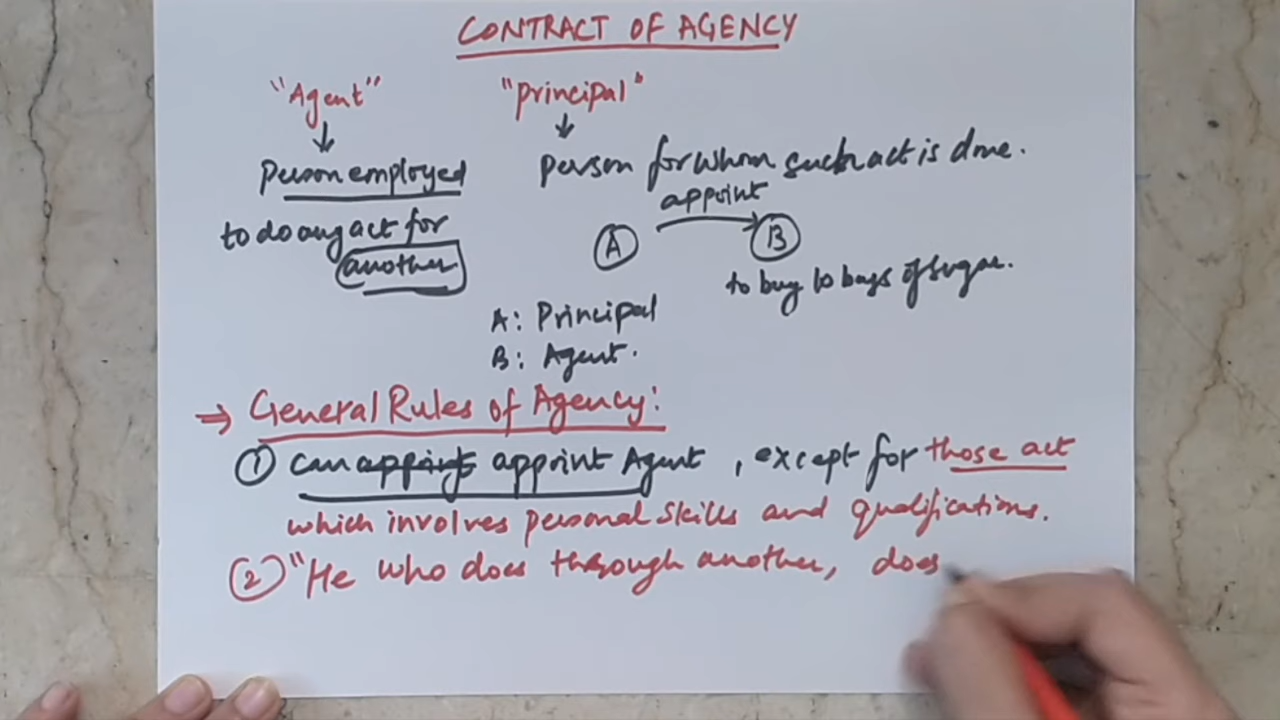 CONTRACT OF AGENCY
"Agent"
"principal"
Person employed
to do any act for
another
person for whom such act is done.
appoint
A
B
to buy 10 bags of sugar.
A: Principal
B: Agent.
→ General Rules of Agency:
① can appoint appoint Agent, except for those act
which involves personal skills and qualifications.
② "He who does through another, does